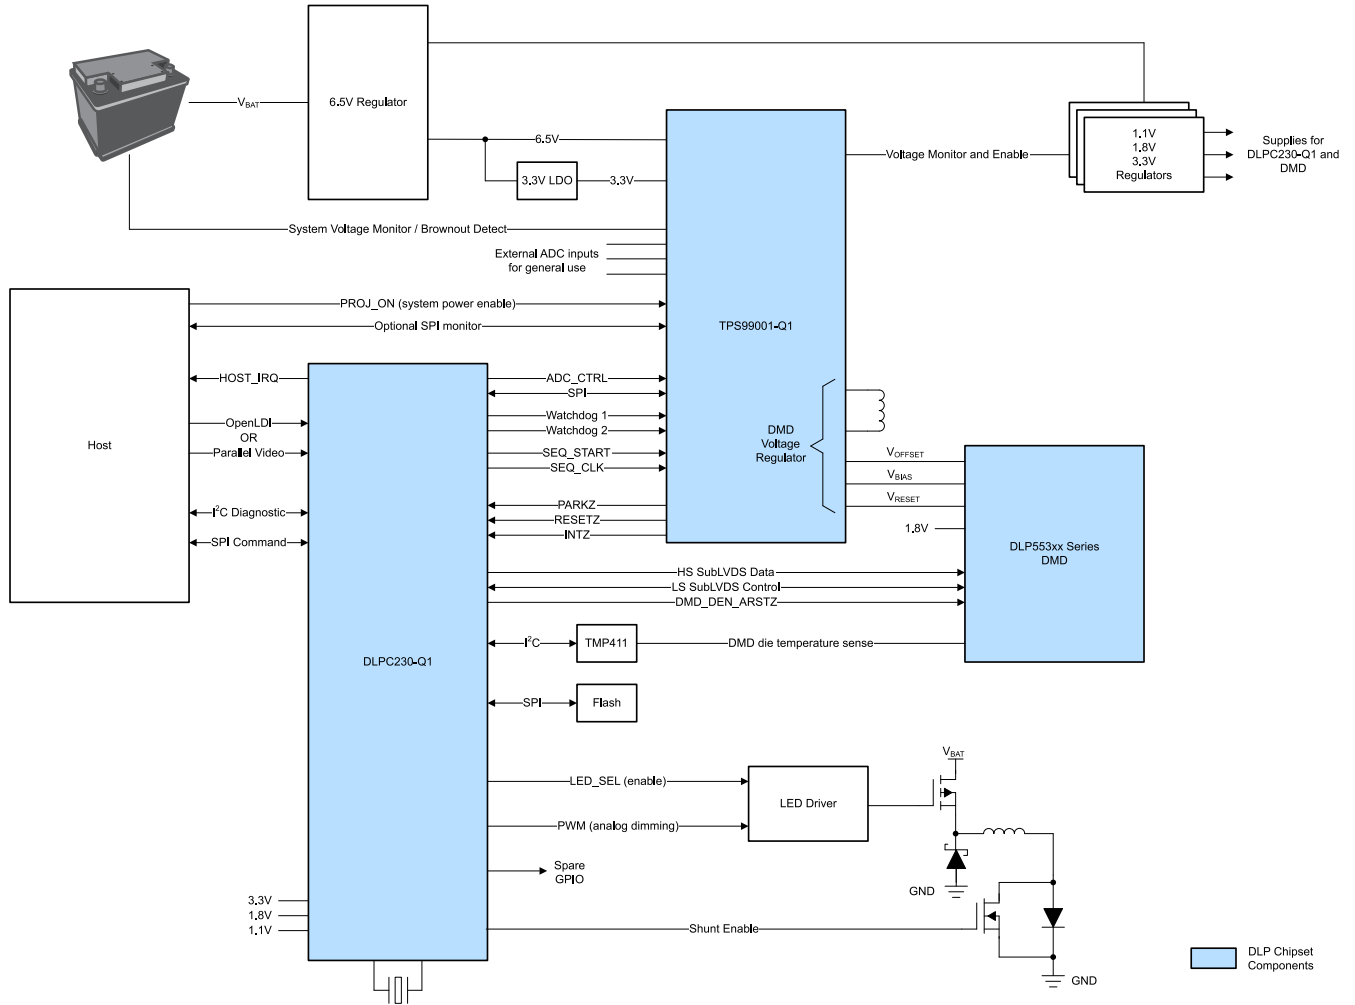 V_BAT
6.5V Regulator
6.5V
3.3V LDO
3.3V
System Voltage Monitor / Brownout Detect
External ADC inputs
for general use
Voltage Monitor and Enable
1.1V
1.8V
3.3V
Regulators
Supplies for
DLPC230-Q1 and
DMD
Host
PROJ_ON (system power enable)
Optional SPI monitor
TPS99001-Q1
HOST_IRQ
OpenLDI
OR
Parallel Video
I²C Diagnostic
SPI Command
ADC_CTRL
SPI
Watchdog 1
Watchdog 2
SEQ_START
SEQ_CLK
PARKZ
RESETZ
INTZ
DMD
Voltage
Regulator
V_OFFSET
V_BIAS
V_RESET
1.8V
DLP553xx Series
DMD
HS SubLVDS Data
LS SubLVDS Control
DMD_DEN_ARSTZ
DLPC230-Q1
I²C
TMP411
DMD die temperature sense
SPI
Flash
LED_SEL (enable)
PWM (analog dimming)
LED Driver
V_BAT
GND
Spare
GPIO
3.3V
1.8V
1.1V
Shunt Enable
GND
DLP Chipset
Components